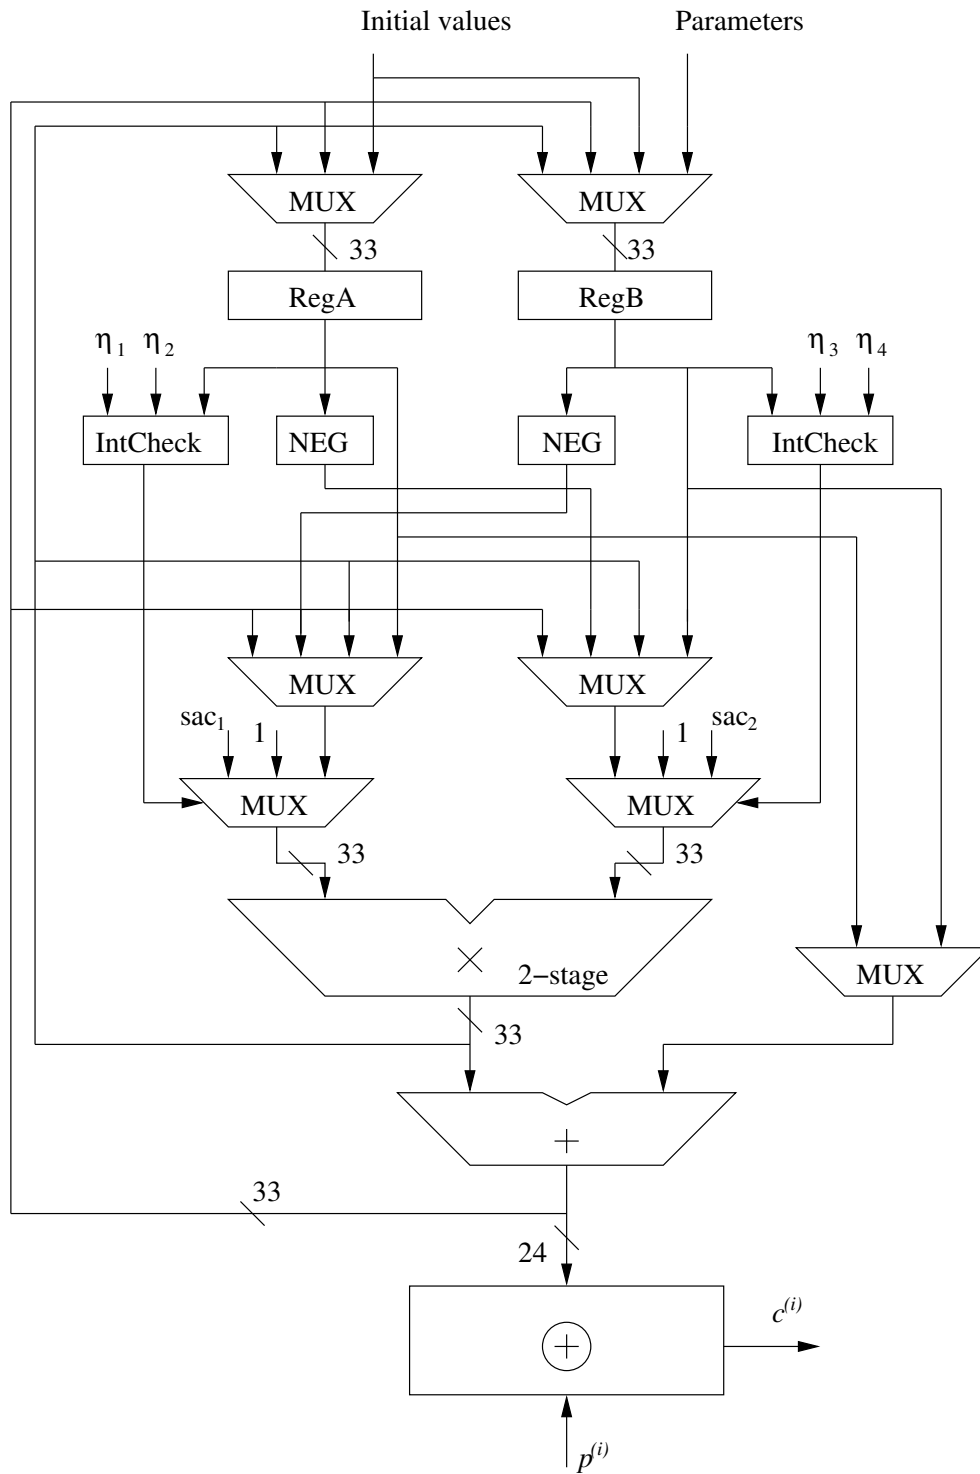 Initial values Parameters
MUX MUX
33 33
RegA RegB
η1 η2 η3 η4
IntCheck NEG NEG IntCheck
MUX MUX
sac1 1 1 sac2
MUX MUX
33 33
×
2−stage MUX
33
+
33
24
c(i)
+
p(i)